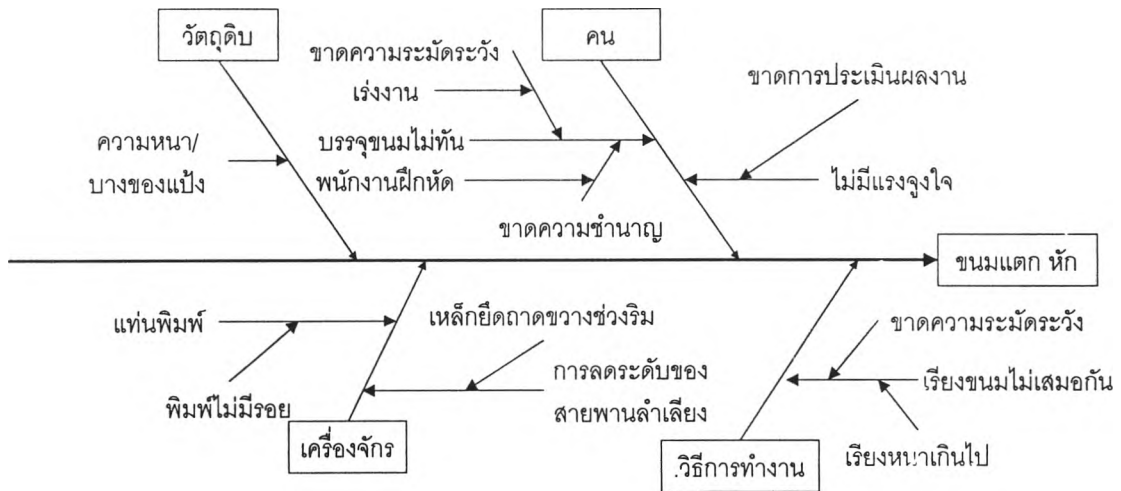 วัตถุดิบ
คน
ขาดความระมัดระวัง
เร่งงาน
ขาดการประเมินผลงาน
ความหนา/
บางของแป้ง
บรรจุขนมไม่ทัน
พนักงานฝึกหัด
ไม่มีแรงจูงใจ
ขาดความชำนาญ
ขนมแตก หัก
แท่นพิมพ์
เหล็กยึดถาดขวางช่วงริม
ขาดความระมัดระวัง
การลดระดับของ
สายพานลำเลียง
เรียงขนมไม่เสมอกัน
พิมพ์ไม่มีรอย
เครื่องจักร
.วิธีการทำงาน
เรียงหนาเกินไป